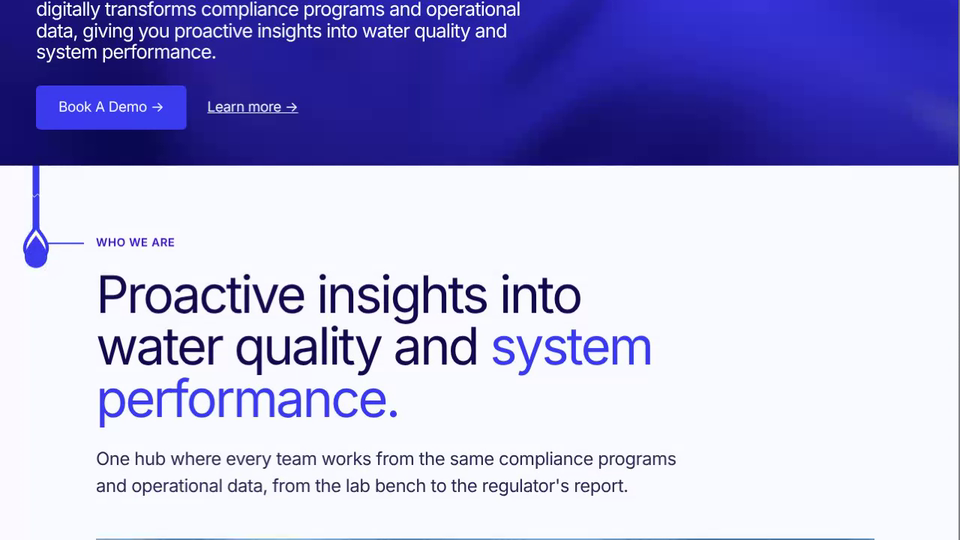 digitally transforms compliance programs and operational
data, giving you proactive insights into water quality and
system performance.
Book A Demo →
Learn more →
WHO WE ARE
Proactive insights into
water quality and system
performance.
One hub where every team works from the same compliance programs
and operational data, from the lab bench to the regulator's report.